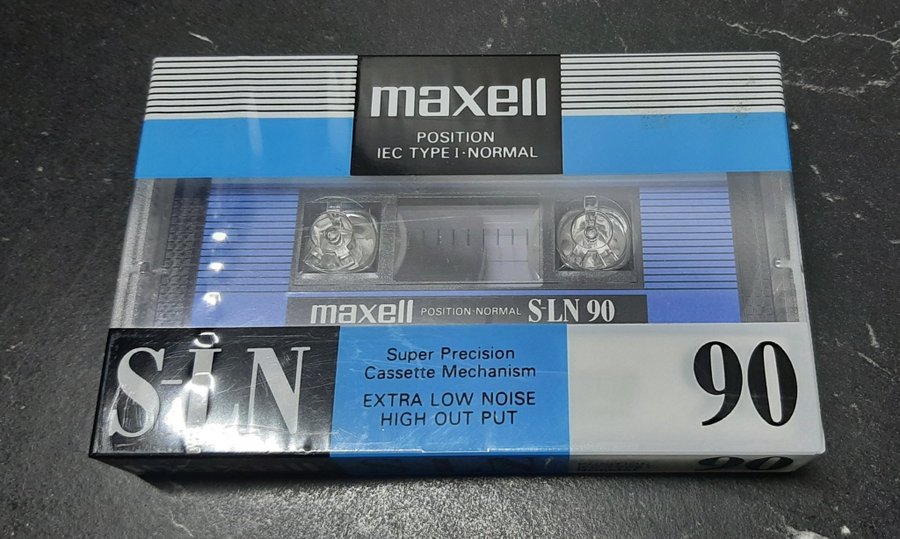 maxell
POSITION
IEC TYPE I·NORMAL
maxell POSITION·NORMAL S-LN 90
S-LN
Super Precision
Cassette Mechanism
EXTRA LOW NOISE
HIGH OUT PUT
90
90